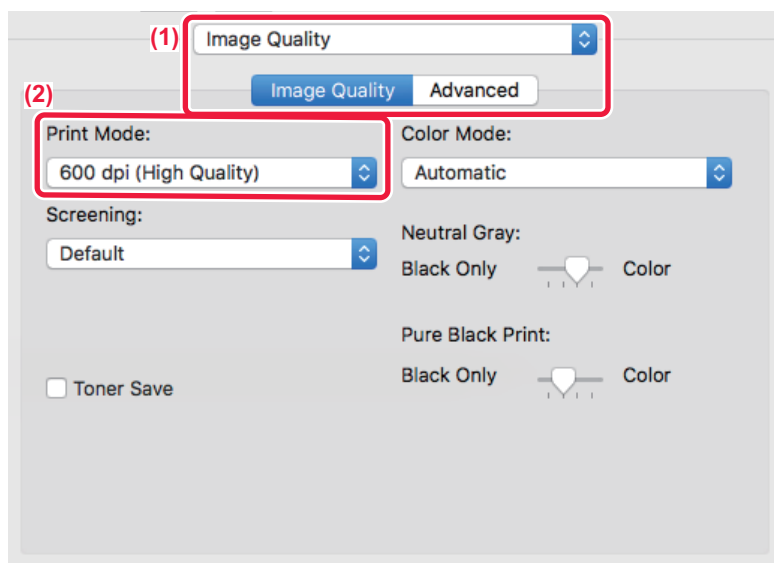 (1) Image Quality
Image Quality Advanced
(2)
Print Mode: Color Mode:
600 dpi (High Quality) Automatic
Screening:
Neutral Gray:
Default
Black Only Color
Pure Black Print:
Black Only Color
Toner Save